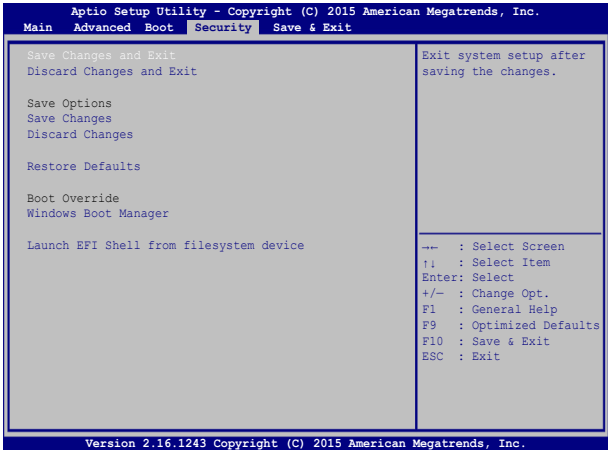 Aptio Setup Utility - Copyright (C) 2015 American Megatrends, Inc.
Main Advanced Boot Security Save & Exit
Save Changes and Exit
Discard Changes and Exit
Save Options
Save Changes
Discard Changes
Restore Defaults
Boot Override
Windows Boot Manager
Launch EFI Shell from filesystem device
Exit system setup after
saving the changes.
→← : Select Screen
↑↓ : Select Item
Enter: Select
+/— : Change Opt.
F1 : General Help
F9 : Optimized Defaults
F10 : Save & Exit
ESC : Exit
Version 2.16.1243 Copyright (C) 2015 American Megatrends, Inc.